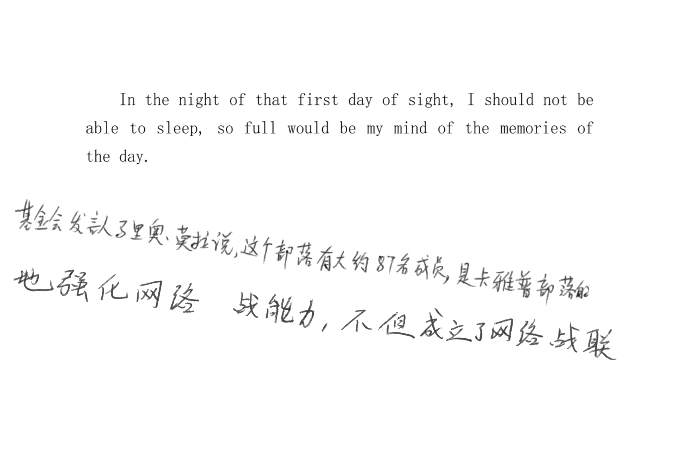 In the night of that first day of sight, I should not be
able to sleep, so full would be my mind of the memories of
the day.
基金会发言人马里奥·莫拉说,这个部落有大约87名成员,是卡雅普部落的
地强化网络 战能力,不但成立了网络战联